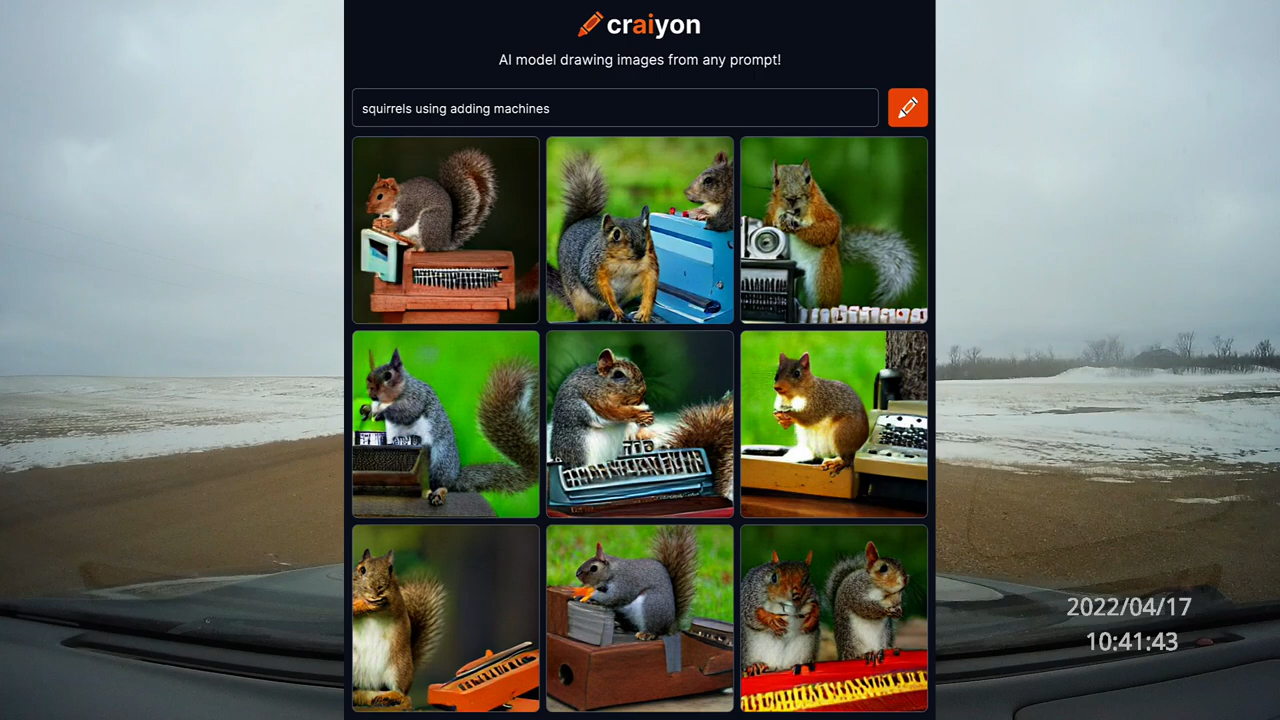 craiyon
AI model drawing images from any prompt!
squirrels using adding machines
2022/04/17
10:41:43